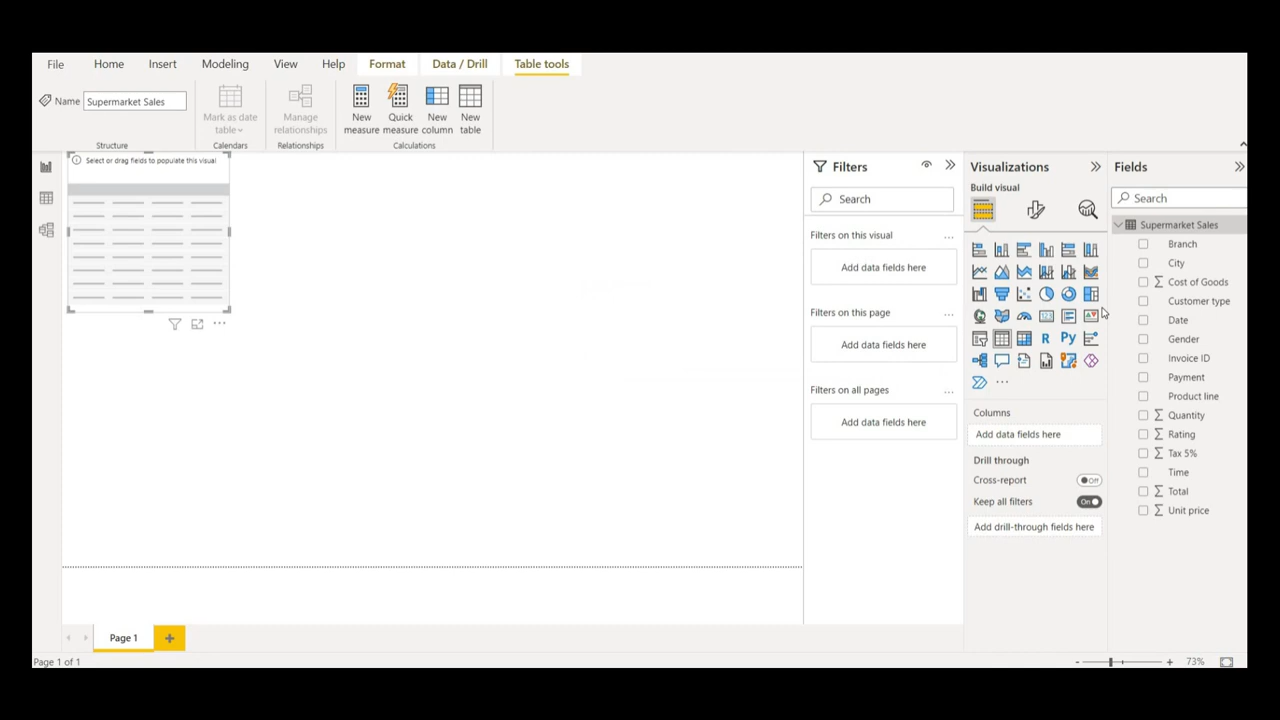 File Home Insert Modeling View Help Format Data / Drill Table tools
Name Supermarket Sales
Mark as date
table
Manage
relationships
New
measure
Quick
measure
New
column
New
table
Structure Calendars Relationships Calculations
Select or drag fields to populate this visual
Filters
Search
Filters on this visual ...
Add data fields here
Filters on this page ...
Add data fields here
Filters on all pages ...
Add data fields here
Visualizations
Build visual
R Py
...
Columns
Add data fields here
Drill through
Cross-report Off
Keep all filters On
Add drill-through fields here
Fields
Search
Supermarket Sales
Branch
City
Σ Cost of Goods
Customer type
Date
Gender
Invoice ID
Payment
Product line
Σ Quantity
Σ Rating
Σ Tax 5%
Time
Σ Total
Σ Unit price
Page 1 +
Page 1 of 1
- + 73%